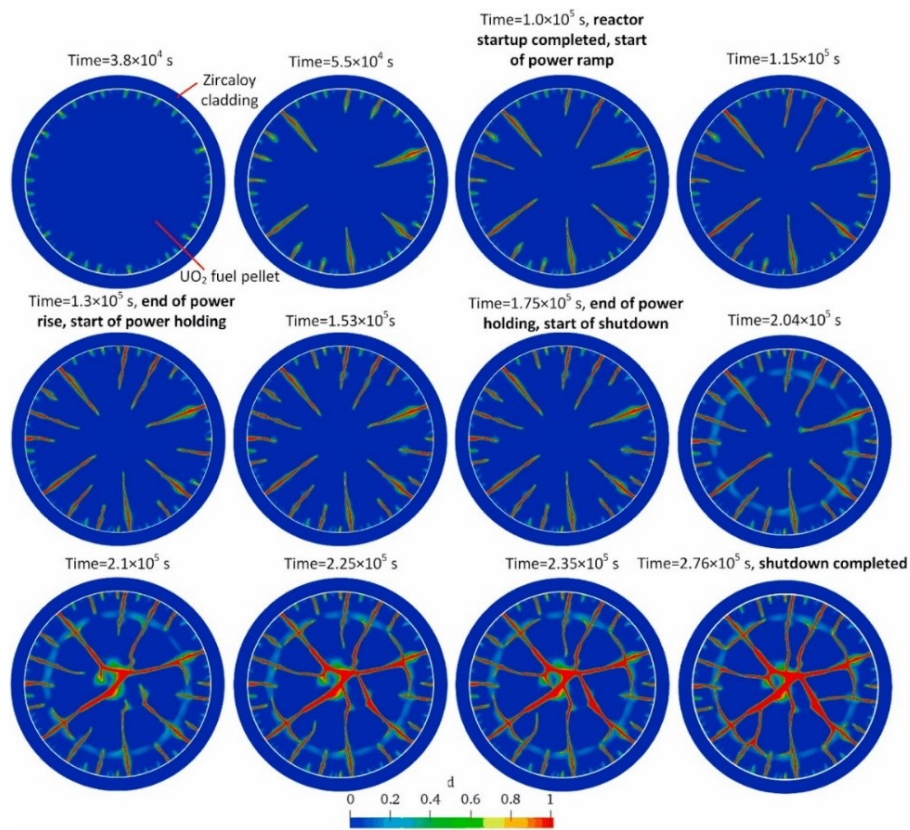 Time=3.8×10⁴ s
Zircaloy
cladding
UO₂ fuel pellet
5.5×10⁴ s
Time=1.0×10⁵ s, reactor
startup completed, start
of power ramp
1.15×10⁵ s
Time=1.3×10⁵ s, end of power
rise, start of power holding
Time=1.53×10⁵s
Time=1.75×10⁵ s, end of power
holding, start of shutdown
2.04×10⁵ s
Time=2.1×10⁵ s
Time=2.25×10⁵ s
Time=2.35×10⁵ s
Time=2.76×10⁵ s, shutdown completed
d
0 0.2 0.4 0.6 0.8 1